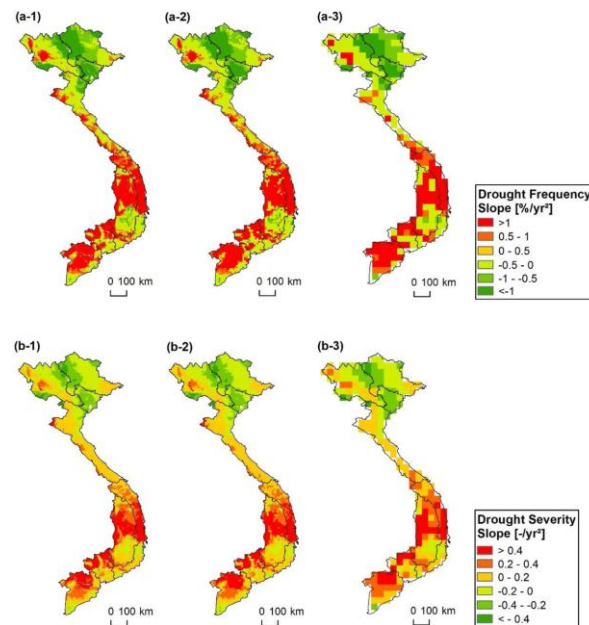 (a-1)
(a-2)
(a-3)
0 100 km
0 100 km
0 100 km
Drought Frequency
Slope [%/yr²]
>1
0.5 - 1
0 - 0.5
-0.5 - 0
-1 - -0.5
<-1
(b-1)
(b-2)
(b-3)
0 100 km
0 100 km
0 100 km
Drought Severity
Slope [-/yr²]
> 0.4
0.2 - 0.4
0 - 0.2
-0.2 - 0
-0.4 - -0.2
< - 0.4